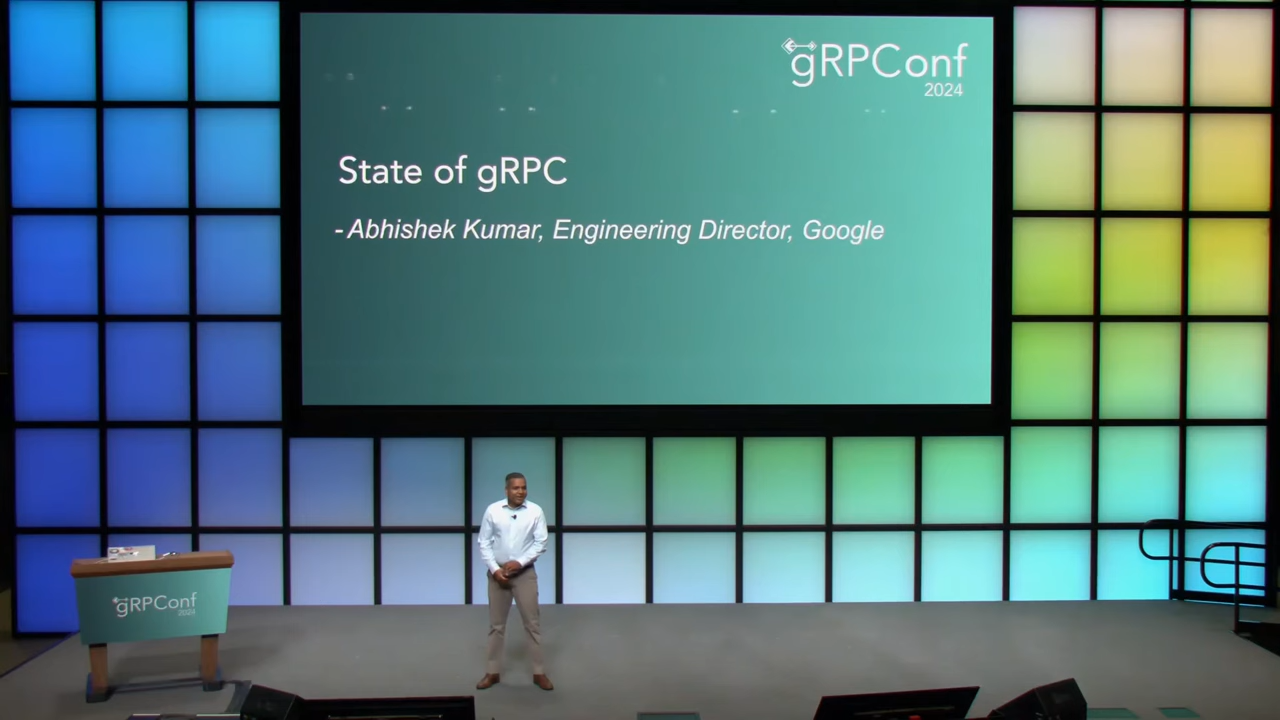 gRPConf
2024
State of gRPC
- Abhishek Kumar, Engineering Director, Google
gRPConf
2024